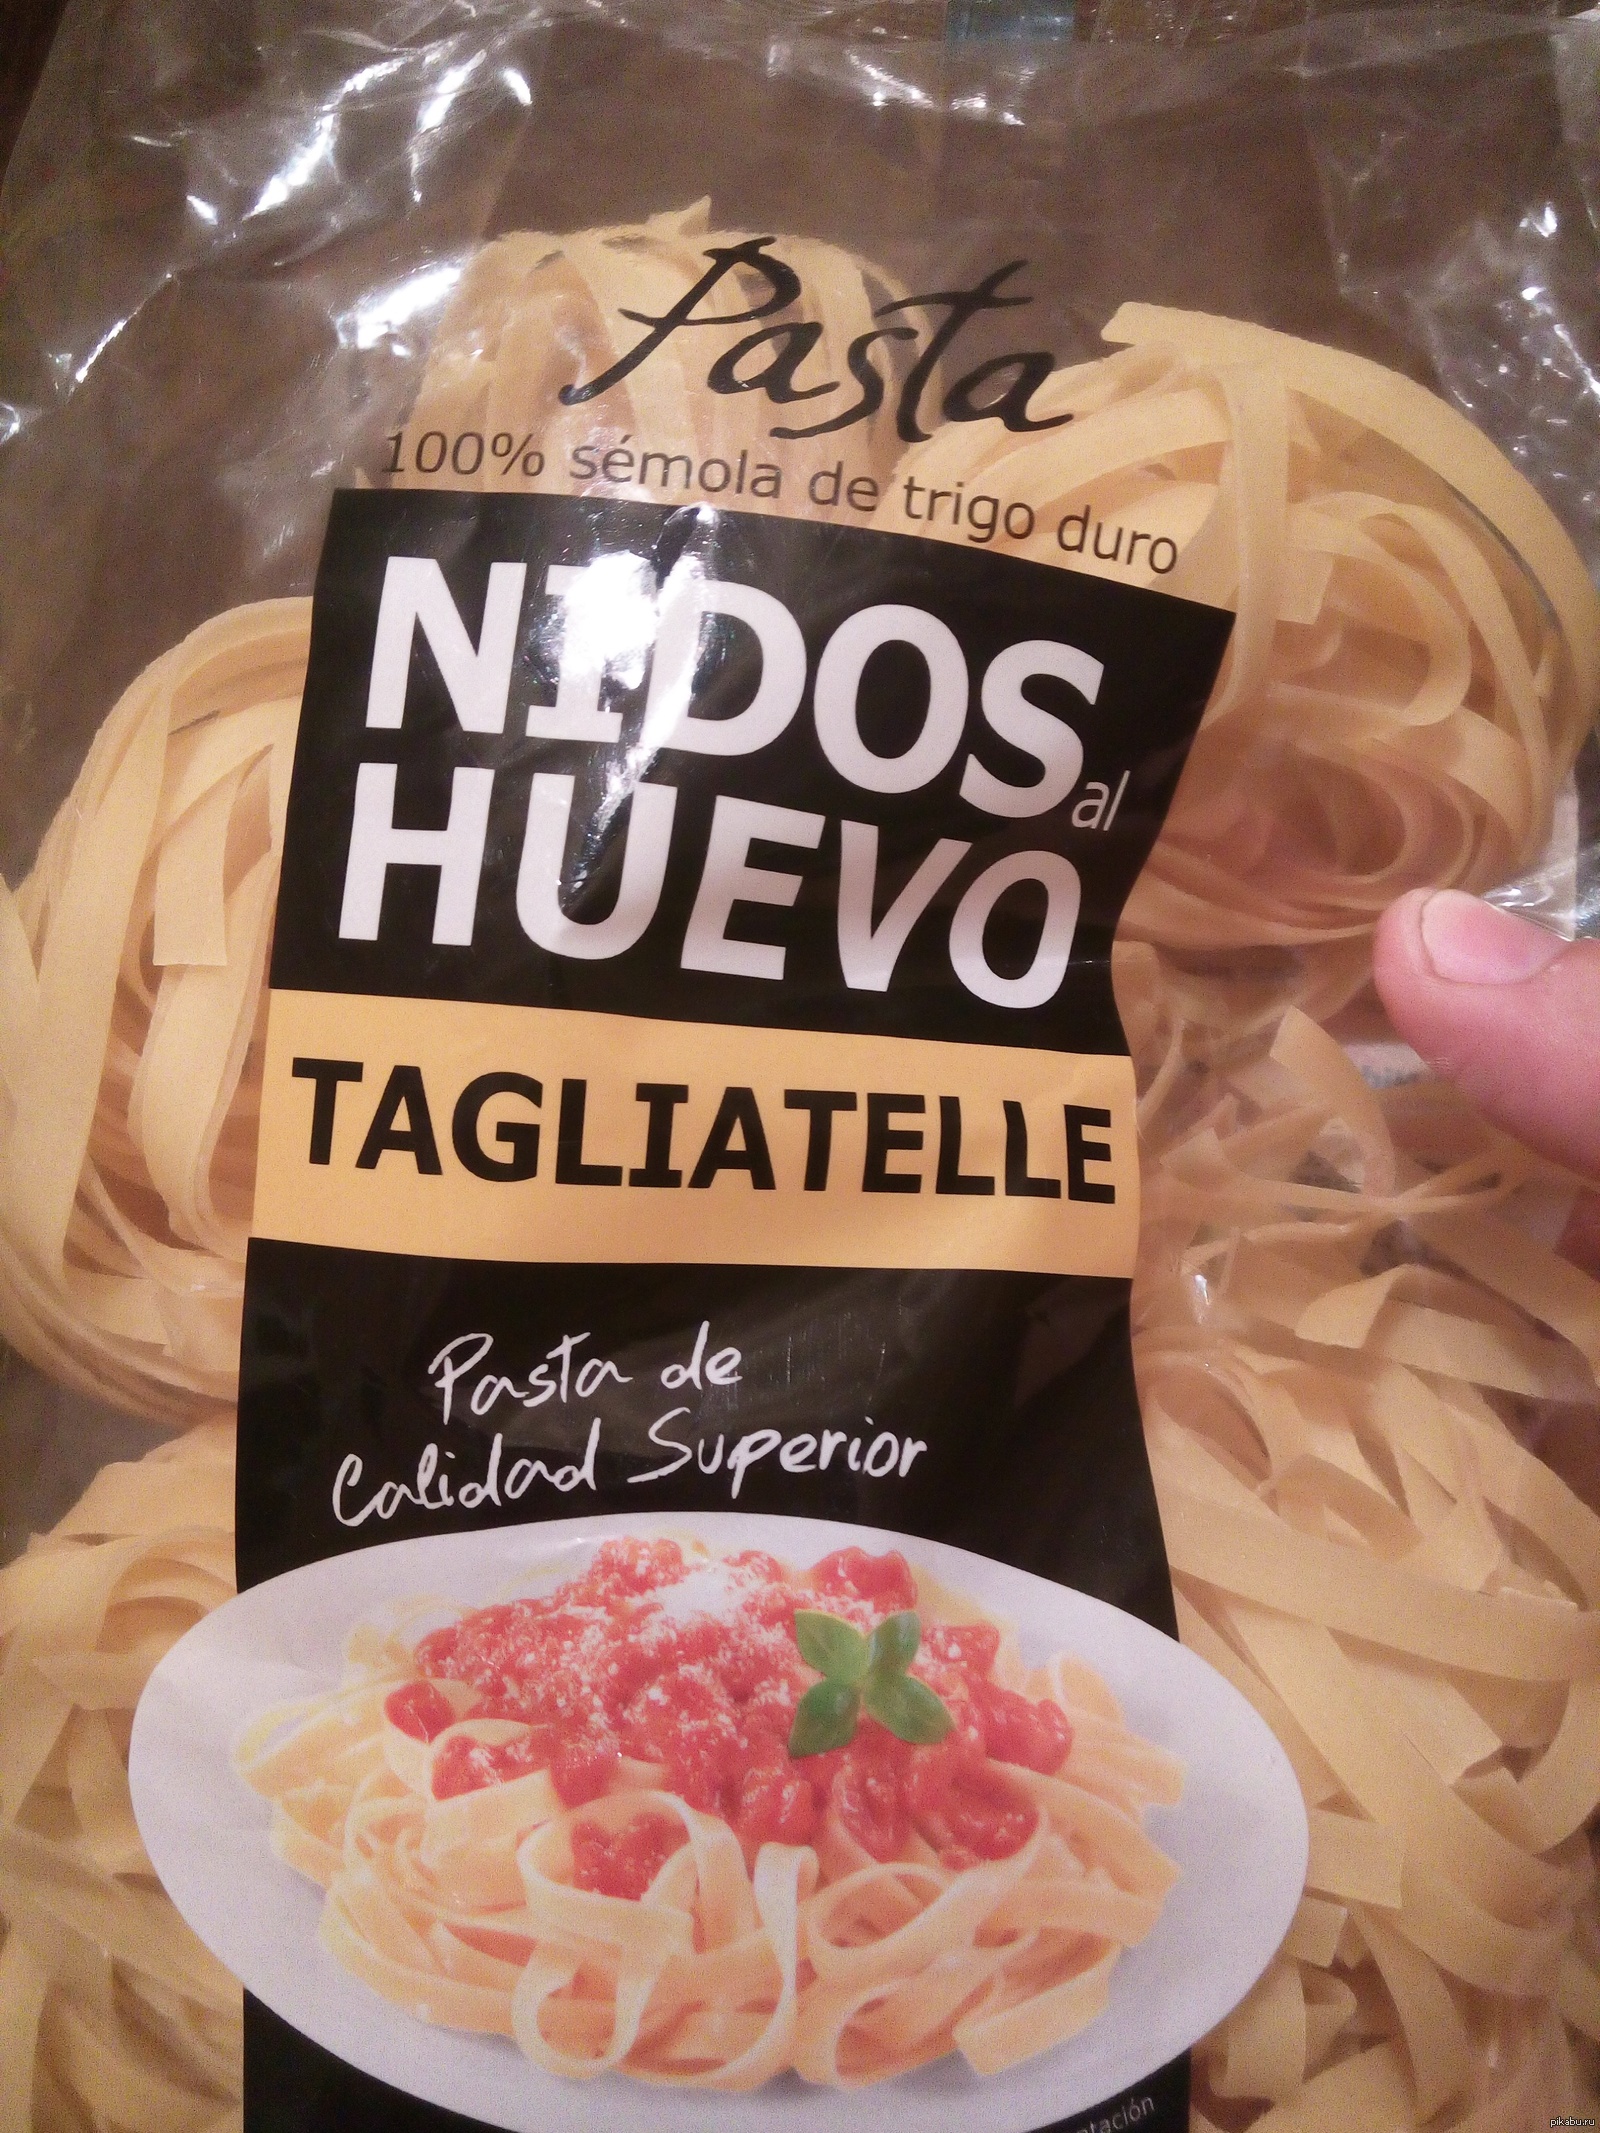 Pasta
100% sémola de trigo duro
NIDOS al
HUEVO
TAGLIATELLE
Pasta de
Calidad Superior
pikabu.ru